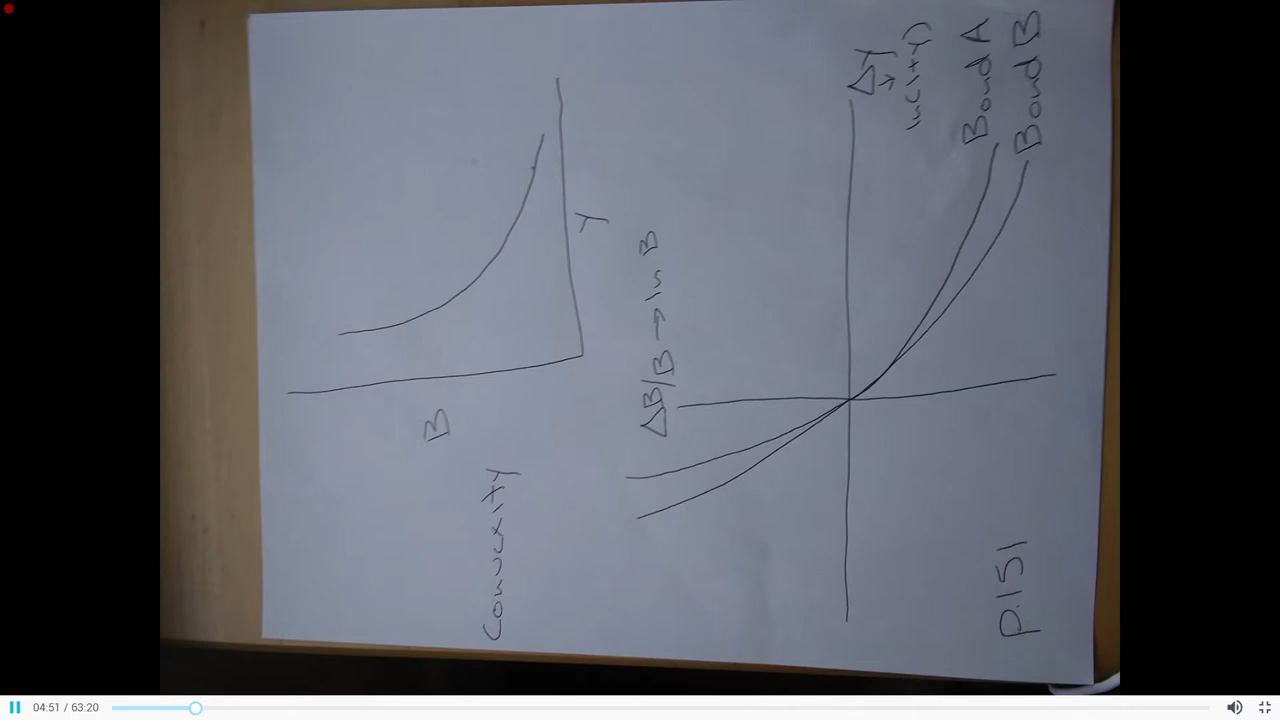 Convexity
B
y
ΔB/B → ln B
Δy
↓
ln(1+y)
Bond A
Bond B
P.151
04:51 / 63:20